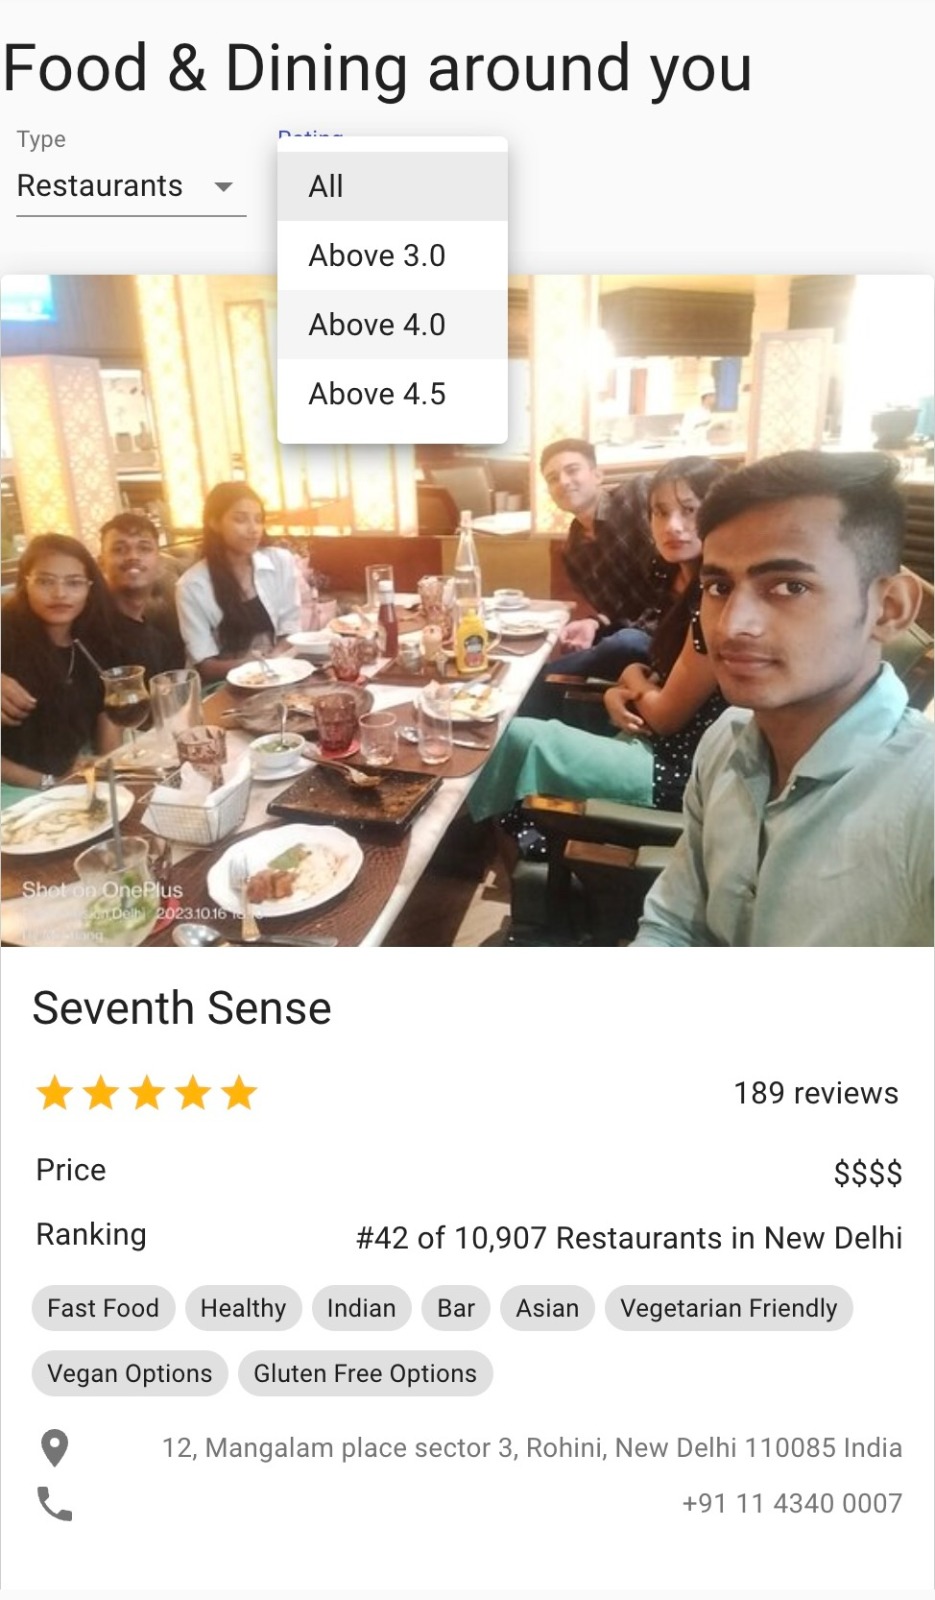 Food & Dining around you
Type
Rating
Restaurants
All
Above 3.0
Above 4.0
Above 4.5
Shot on OnePlus
Delhi 2023.10.16
Seventh Sense
189 reviews
Price
$$$$
Ranking
#42 of 10,907 Restaurants in New Delhi
Fast Food
Healthy
Indian
Bar
Asian
Vegetarian Friendly
Vegan Options
Gluten Free Options
12, Mangalam place sector 3, Rohini, New Delhi 110085 India
+91 11 4340 0007